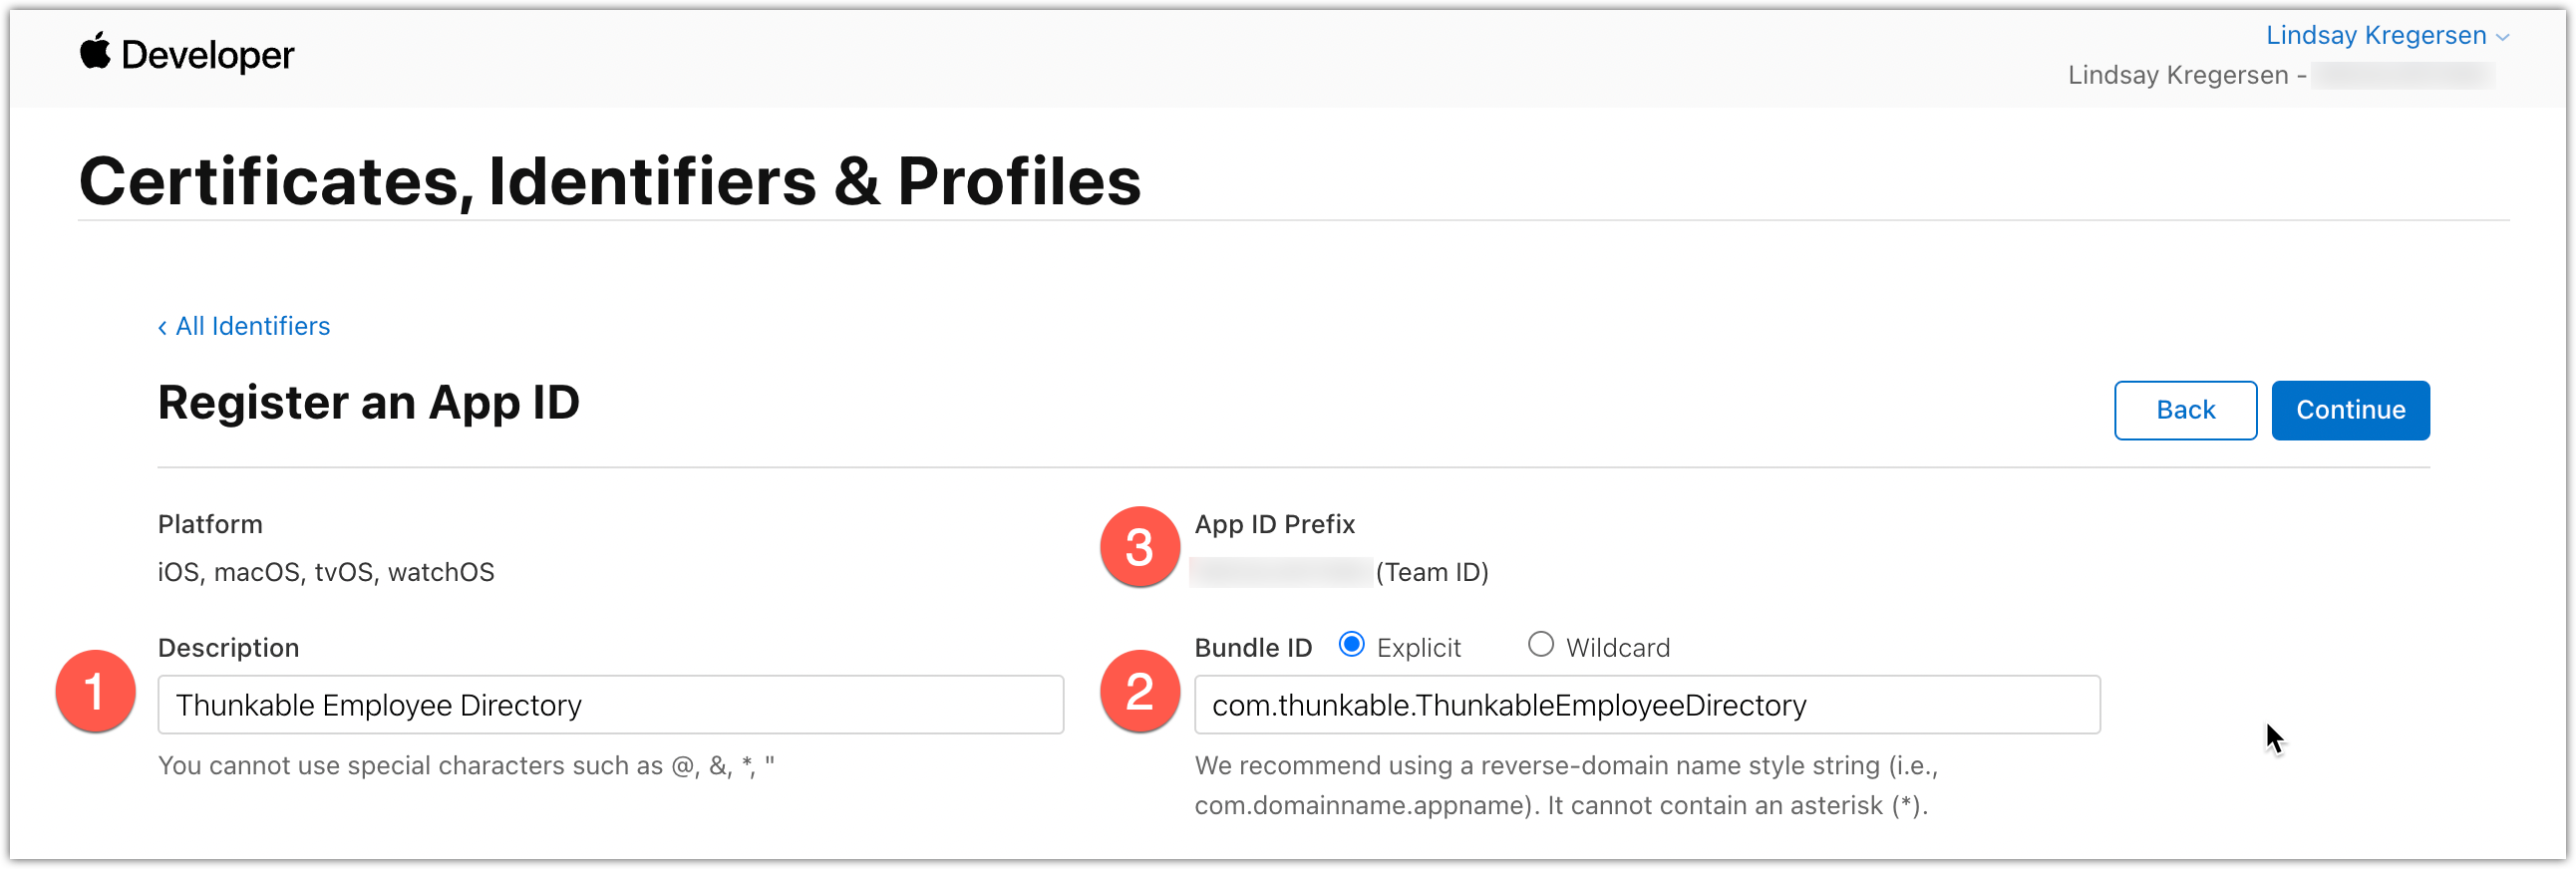 Developer
Lindsay Kregersen
Lindsay Kregersen -
Certificates, Identifiers & Profiles
‹ All Identifiers
Register an App ID
Back
Continue
Platform
iOS, macOS, tvOS, watchOS
3
App ID Prefix
(Team ID)
1
Description
Thunkable Employee Directory
You cannot use special characters such as @, &, *, "
2
Bundle ID Explicit Wildcard
com.thunkable.ThunkableEmployeeDirectory
We recommend using a reverse-domain name style string (i.e.,
com.domainname.appname). It cannot contain an asterisk (*).